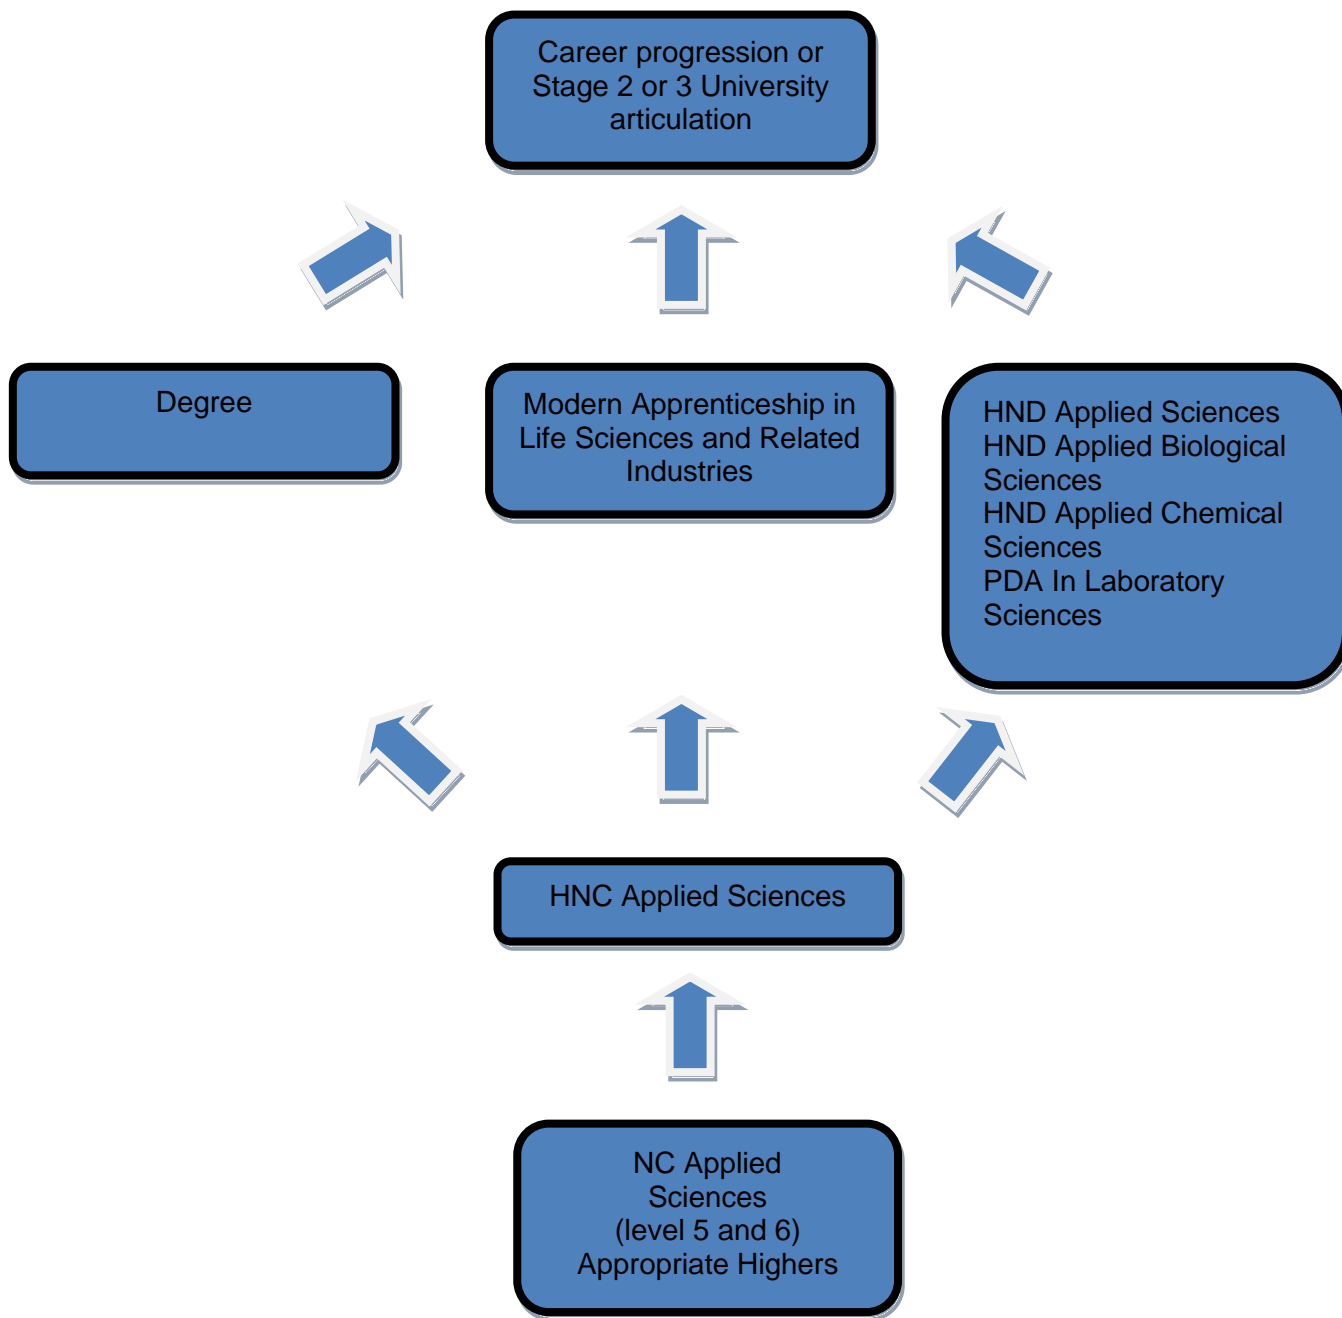 Career progression or
Stage 2 or 3 University
articulation
Degree
Modern Apprenticeship in
Life Sciences and Related
Industries
HND Applied Sciences
HND Applied Biological
Sciences
HND Applied Chemical
Sciences
PDA In Laboratory
Sciences
HNC Applied Sciences
NC Applied
Sciences
(level 5 and 6)
Appropriate Highers